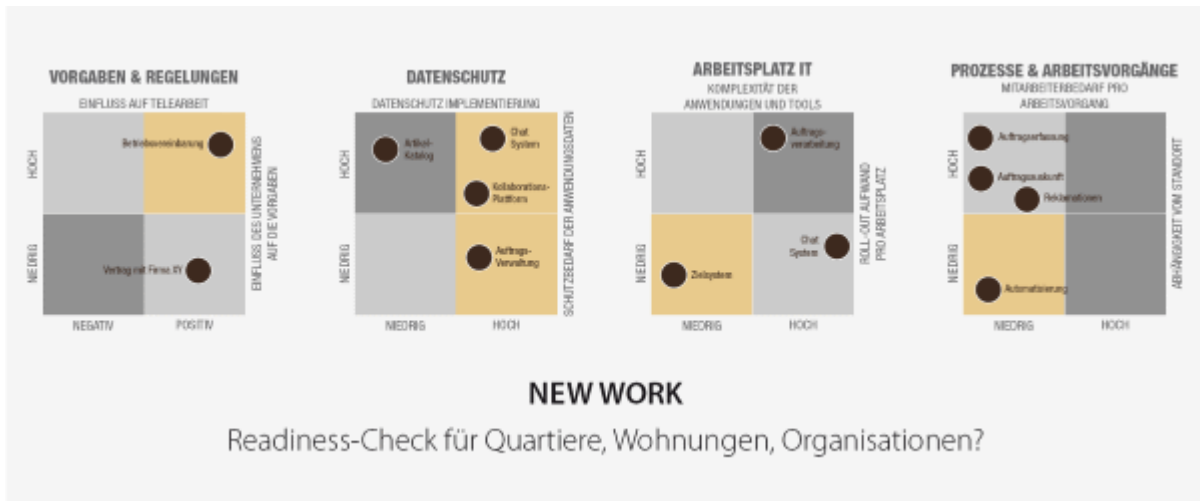 VORGABEN & REGELUNGEN
EINFLUSS AUF TELEARBEIT
Betriebsvereinbarung
Vertrag mit Firma XY
HOCH
NIEDRIG
NEGATIV
POSITIV
EINFLUSS DES UNTERNEHMENS
AUF DIE VORGABEN
DATENSCHUTZ
DATENSCHUTZ IMPLEMENTIERUNG
Artikel-
Katalog
Chat
System
Kollaborations-
Plattform
Auftrags-
Verwaltung
HOCH
NIEDRIG
NIEDRIG
HOCH
SCHUTZBEDARF DER ANWENDUNGSDATEN
ARBEITSPLATZ IT
KOMPLEXITÄT DER
ANWENDUNGEN UND TOOLS
Auftrags-
verarbeitung
Chat
System
Zielsystem
HOCH
NIEDRIG
NIEDRIG
HOCH
ROLL-OUT AUFWAND
PRO ARBEITSPLATZ
PROZESSE & ARBEITSVORGÄNGE
MITARBEITERBEDARF PRO
ARBEITSVORGANG
Auftragserfassung
Auftragsauskunft
Reklamationen
Automatisierung
HOCH
NIEDRIG
NIEDRIG
HOCH
ABHÄNGIGKEIT VOM STANDORT
NEW WORK
Readiness-Check für Quartiere, Wohnungen, Organisationen?